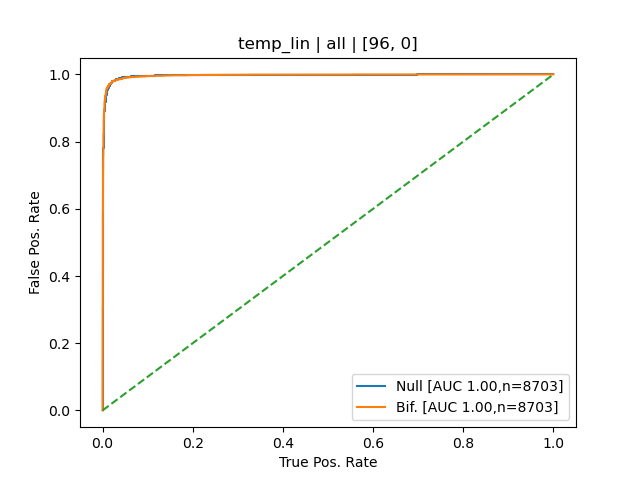 temp_lin | all | [96, 0]
1.0
0.8
0.6
0.4
0.2
0.0
False Pos. Rate
Null [AUC 1.00,n=8703]
Bif. [AUC 1.00,n=8703]
0.0 0.2 0.4 0.6 0.8 1.0
True Pos. Rate